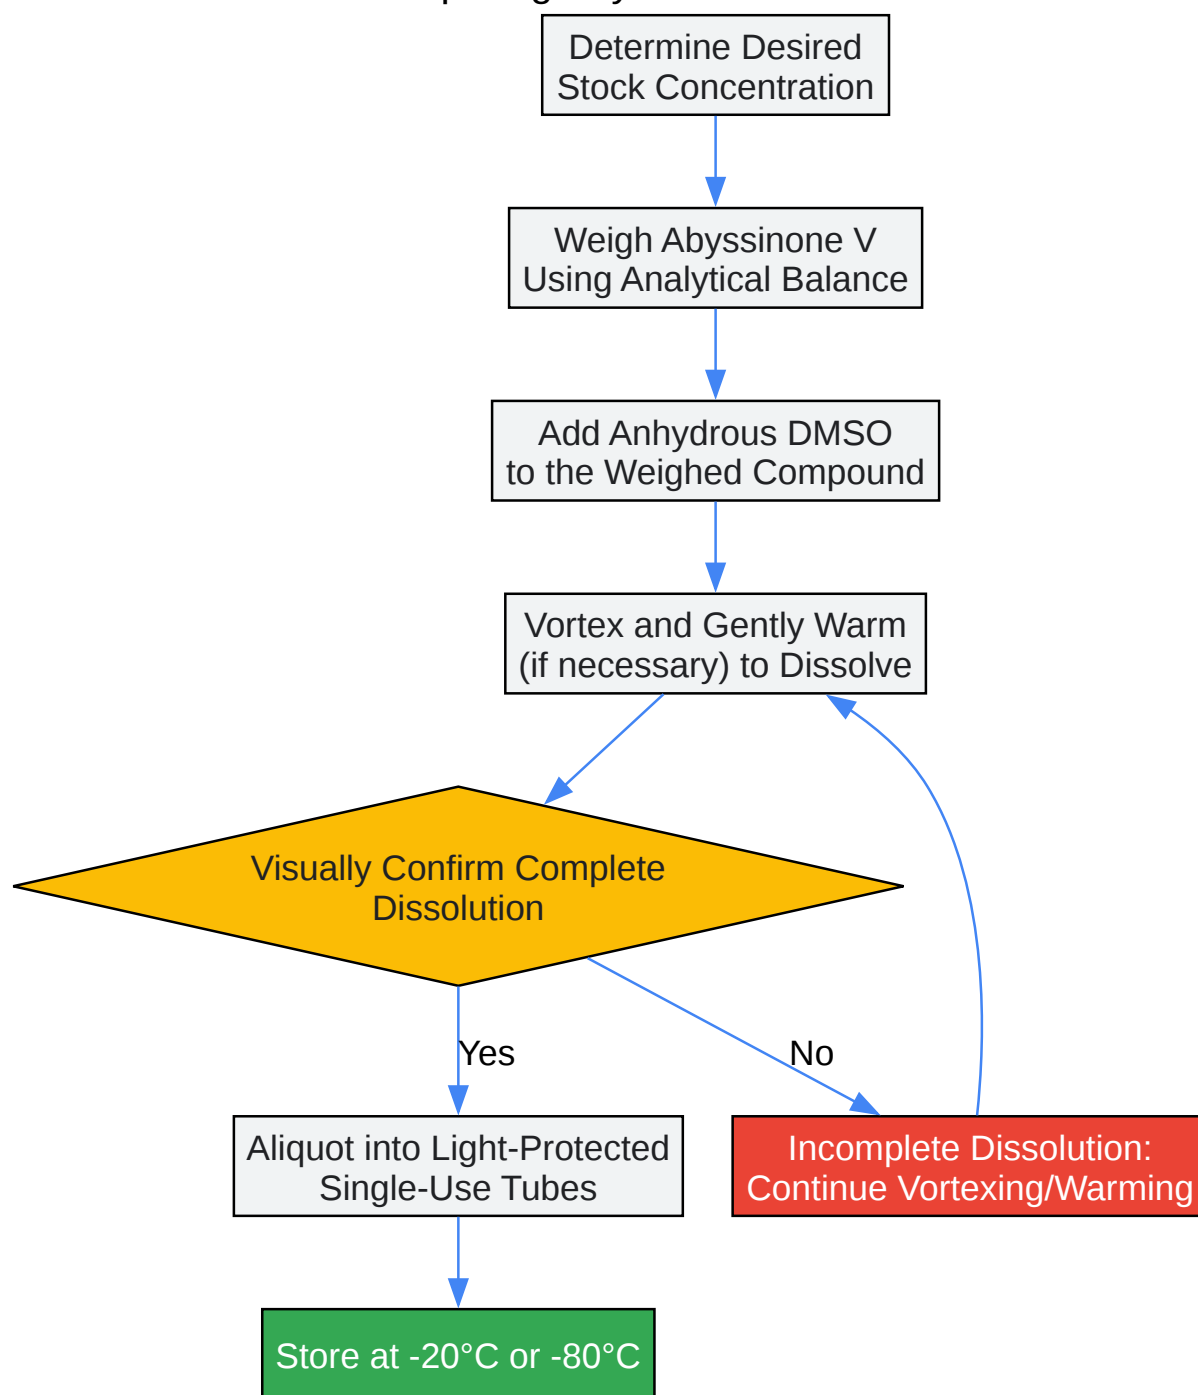 Determine Desired
Stock Concentration
Weigh Abyssinone V
Using Analytical Balance
Add Anhydrous DMSO
to the Weighed Compound
Vortex and Gently Warm
(if necessary) to Dissolve
Visually Confirm Complete
Dissolution
Yes
No
Aliquot into Light-Protected
Single-Use Tubes
Incomplete Dissolution:
Continue Vortexing/Warming
Store at -20°C or -80°C